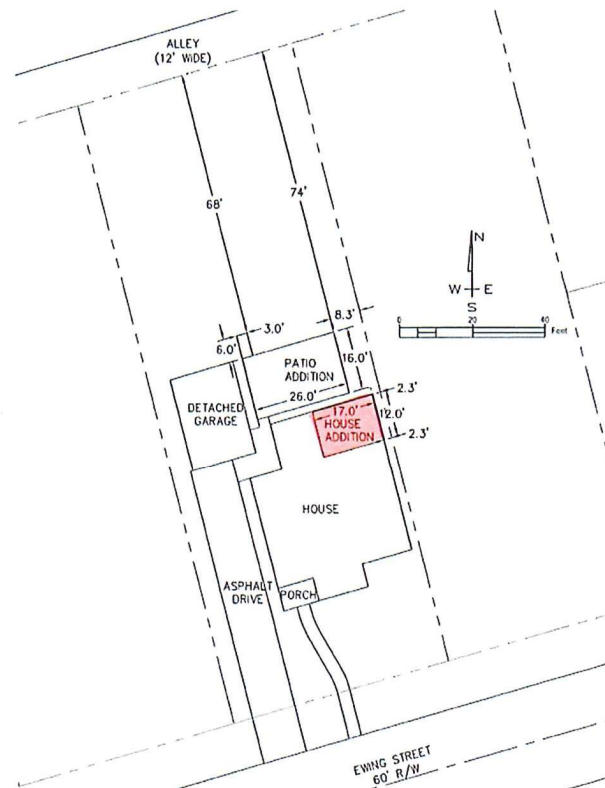 ALLEY
(12' WIDE)
68'
74'
N
W E
S
0 20 40
Feet
8.3'
3.0'
6.0'
16.0'
PATIO
ADDITION
26.0'
2.3'
DETACHED
GARAGE
17.0'
12.0'
HOUSE
ADDITION
2.3'
HOUSE
ASPHALT
DRIVE
PORCH
EWING STREET
60' R/W